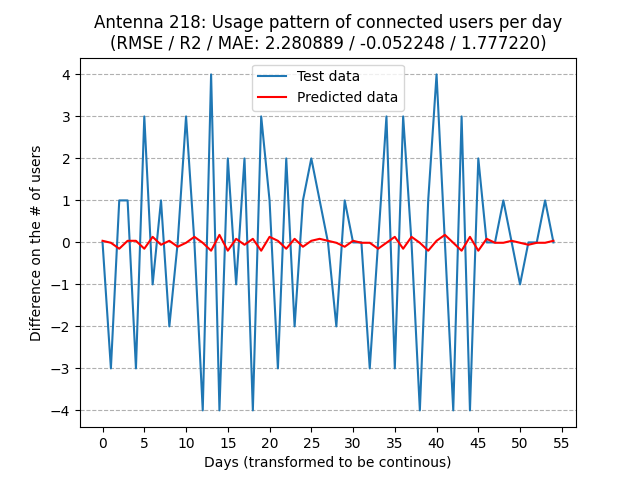 Antenna 218: Usage pattern of connected users per day
(RMSE / R2 / MAE: 2.280889 / -0.052248 / 1.777220)
Test data
Predicted data
Difference on the # of users
4
3
2
1
0
−1
−2
−3
−4
0 5 10 15 20 25 30 35 40 45 50 55
Days (transformed to be continous)